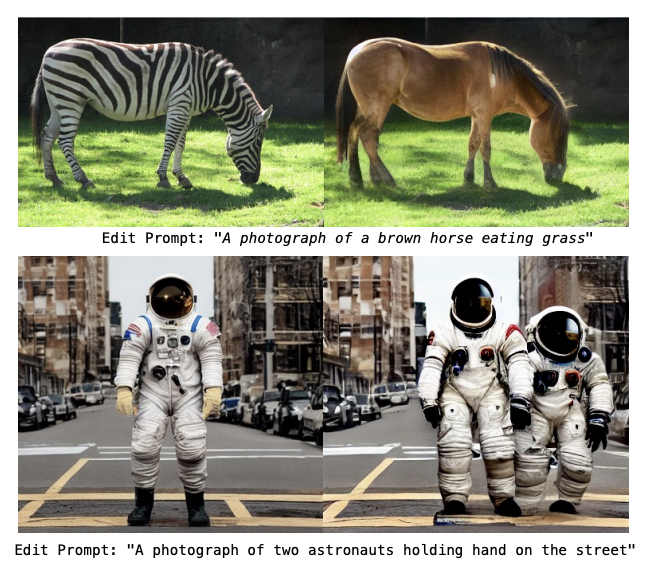 Edit Prompt: "A photograph of a brown horse eating grass"
Edit Prompt: "A photograph of two astronauts holding hand on the street"